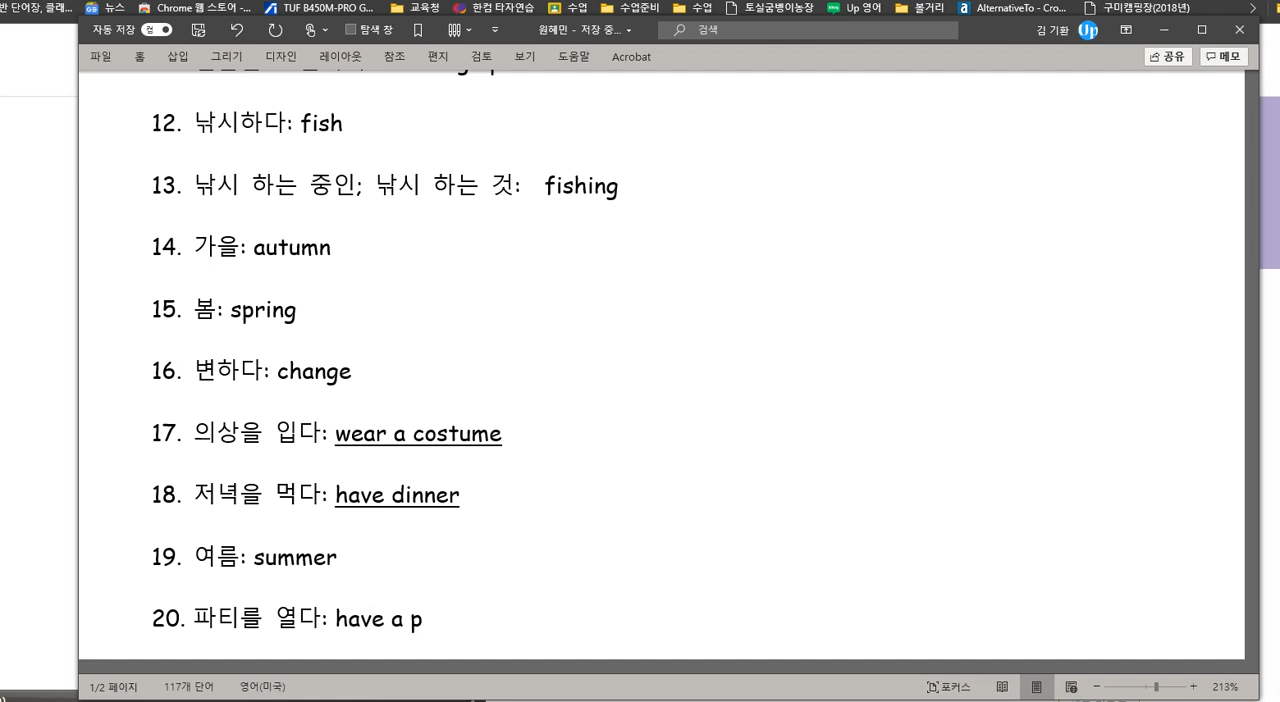 반 단어장, 클래... 뉴스 Chrome 웹 스토어 -... TUF B450M-PRO G... 교육청 한컴 타자연습 수업 수업준비 수업 토실굼벵이농장 Up 영어 볼거리 AlternativeTo - Cro... 구미캠핑장(2018년)
자동 저장 탐색 창 원혜민 - 저장 중... 검색 김 기환 Up
파일 홈 삽입 그리기 디자인 레이아웃 참조 편지 검토 보기 도움말 Acrobat 공유 메모
12. 낚시하다: fish
13. 낚시 하는 중인; 낚시 하는 것: fishing
14. 가을: autumn
15. 봄: spring
16. 변하다: change
17. 의상을 입다: wear a costume
18. 저녁을 먹다: have dinner
19. 여름: summer
20. 파티를 열다: have a p
1/2 페이지 117개 단어 영어(미국) 포커스 213%